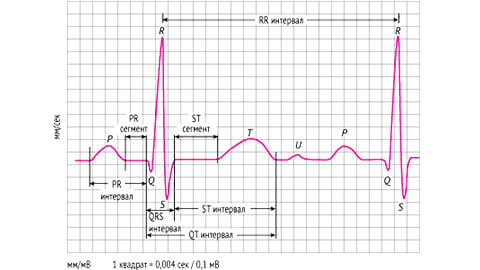 R
RR интервал
R
мм/сек
PR
сегмент
ST
сегмент
P
T
U
P
Q
S
Q
S
PR
интервал
QRS
интервал
ST интервал
QT интервал
мм/мВ
1 квадрат = 0,004 сек / 0,1 мВ